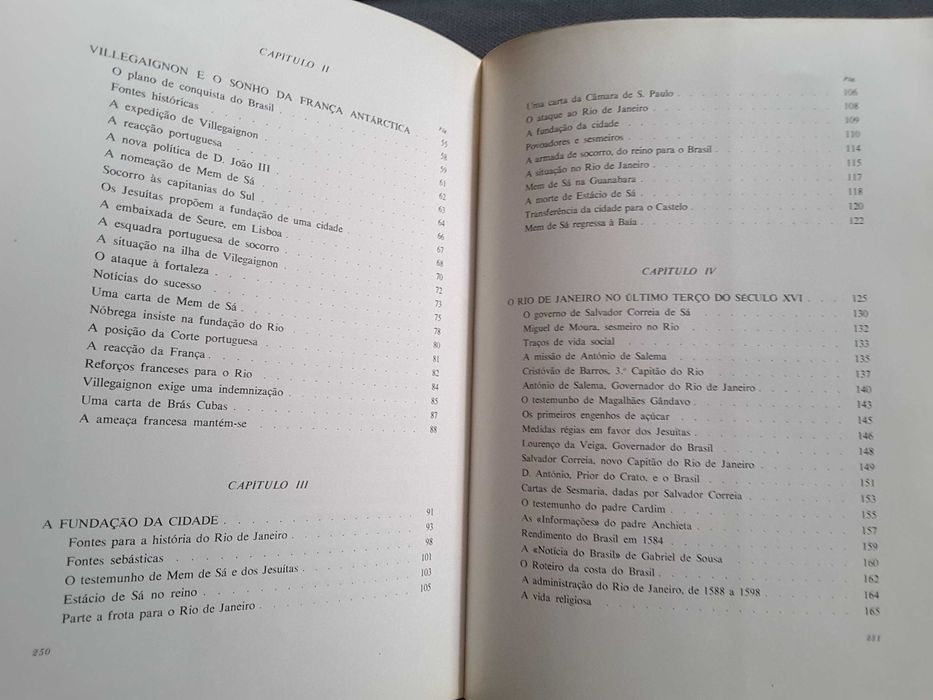 CAPÍTULO II
Pág.
VILLEGAIGNON E O SONHO DA FRANÇA ANTÁRCTICA . 55
O plano de conquista do Brasil . . . 58
Fontes históricas . . . 59
A expedição de Villegaignon . . . 61
A reacção portuguesa . . . 62
A nova política de D. João III . . . 63
A nomeação de Mem de Sá . . . 64
Socorro às capitanias do Sul . . . 66
Os Jesuítas propõem a fundação de uma cidade . . . 67
A embaixada de Seure, em Lisboa . . . 68
A esquadra portuguesa de socorro . . . 70
A situação na ilha de Villegaignon . . . 72
O ataque à fortaleza . . . 73
Notícias do sucesso . . . 75
Uma carta de Mem de Sá . . . 78
Nóbrega insiste na fundação do Rio . . . 80
A posição da Corte portuguesa . . . 81
A reacção da França . . . 82
Reforços franceses para o Rio . . . 84
Villegaignon exige uma indemnização . . . 85
Uma carta de Brás Cubas . . . 87
A ameaça francesa mantém-se . . . 88
CAPÍTULO III
A FUNDAÇÃO DA CIDADE . . . 91
Fontes para a história do Rio de Janeiro . . . 93
Fontes sebásticas . . . 98
O testemunho de Mem de Sá e dos Jesuítas . . . 101
Estácio de Sá no reino . . . 103
Parte a frota para o Rio de Janeiro . . . 105
250
Pág.
Uma carta da Câmara de S. Paulo . . . 106
O ataque ao Rio de Janeiro . . . 108
A fundação da cidade . . . 109
Povoadores e sesmeiros . . . 110
A armada de socorro, do reino para o Brasil . . . 114
A situação no Rio de Janeiro . . . 115
Mem de Sá na Guanabara . . . 117
A morte de Estácio de Sá . . . 118
Transferência da cidade para o Castelo . . . 120
Mem de Sá regressa à Baía . . . 122
CAPÍTULO IV
O RIO DE JANEIRO NO ÚLTIMO TERÇO DO SÉCULO XVI . . . 125
O governo de Salvador Correia de Sá . . . 130
Miguel de Moura, sesmeiro no Rio . . . 132
Traços de vida social . . . 133
A missão de António de Salema . . . 135
Cristóvão de Barros, 3.º Capitão do Rio . . . 137
António de Salema, Governador do Rio de Janeiro . . . 140
O testemunho de Magalhães Gândavo . . . 143
Os primeiros engenhos de açúcar . . . 145
Medidas régias em favor dos Jesuítas . . . 146
Lourenço da Veiga, Governador do Brasil . . . 148
Salvador Correia, novo Capitão do Rio de Janeiro . . . 149
D. António, Prior do Crato, e o Brasil . . . 151
Cartas de Sesmaria, dadas por Salvador Correia . . . 153
O testemunho do padre Cardim . . . 155
As «Informações» do padre Anchieta . . . 157
Rendimento do Brasil em 1584 . . . 159
A «Notícia do Brasil» de Gabriel de Sousa . . . 160
O Roteiro da costa do Brasil . . . 162
A administração do Rio de Janeiro, de 1588 a 1598 . . . 164
A vida religiosa . . . 165
251